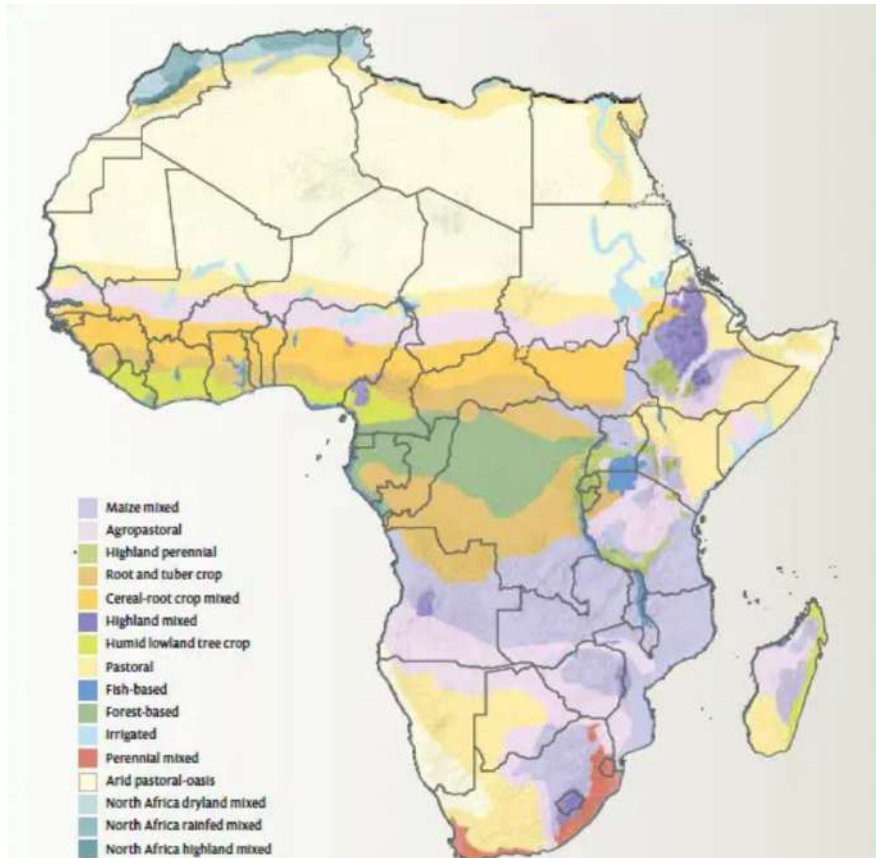 Maize mixed
Agropastoral
Highland perennial
Root and tuber crop
Cereal-root crop mixed
Highland mixed
Humid lowland tree crop
Pastoral
Fish-based
Forest-based
Irrigated
Perennial mixed
Arid pastoral-oasis
North Africa dryland mixed
North Africa rainfed mixed
North Africa highland mixed